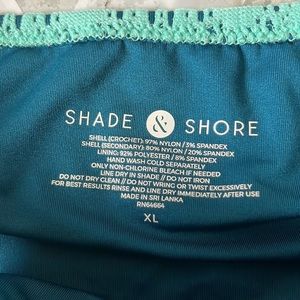 SHADE & SHORE
SHELL (CROCHET): 97% NYLON / 3% SPANDEX
SHELL (SECONDARY): 80% NYLON / 20% SPANDEX
LINING: 92% POLYESTER / 8% SPANDEX
HAND WASH COLD SEPARATELY
ONLY NON-CHLORINE BLEACH IF NEEDED
LINE DRY IN SHADE // DO NOT IRON
DO NOT DRY CLEAN // DO NOT WRING OR TWIST EXCESSIVELY
FOR BEST RESULTS RINSE AND LINE DRY IMMEDIATELY AFTER USE
MADE IN SRI LANKA
RN64664
XL